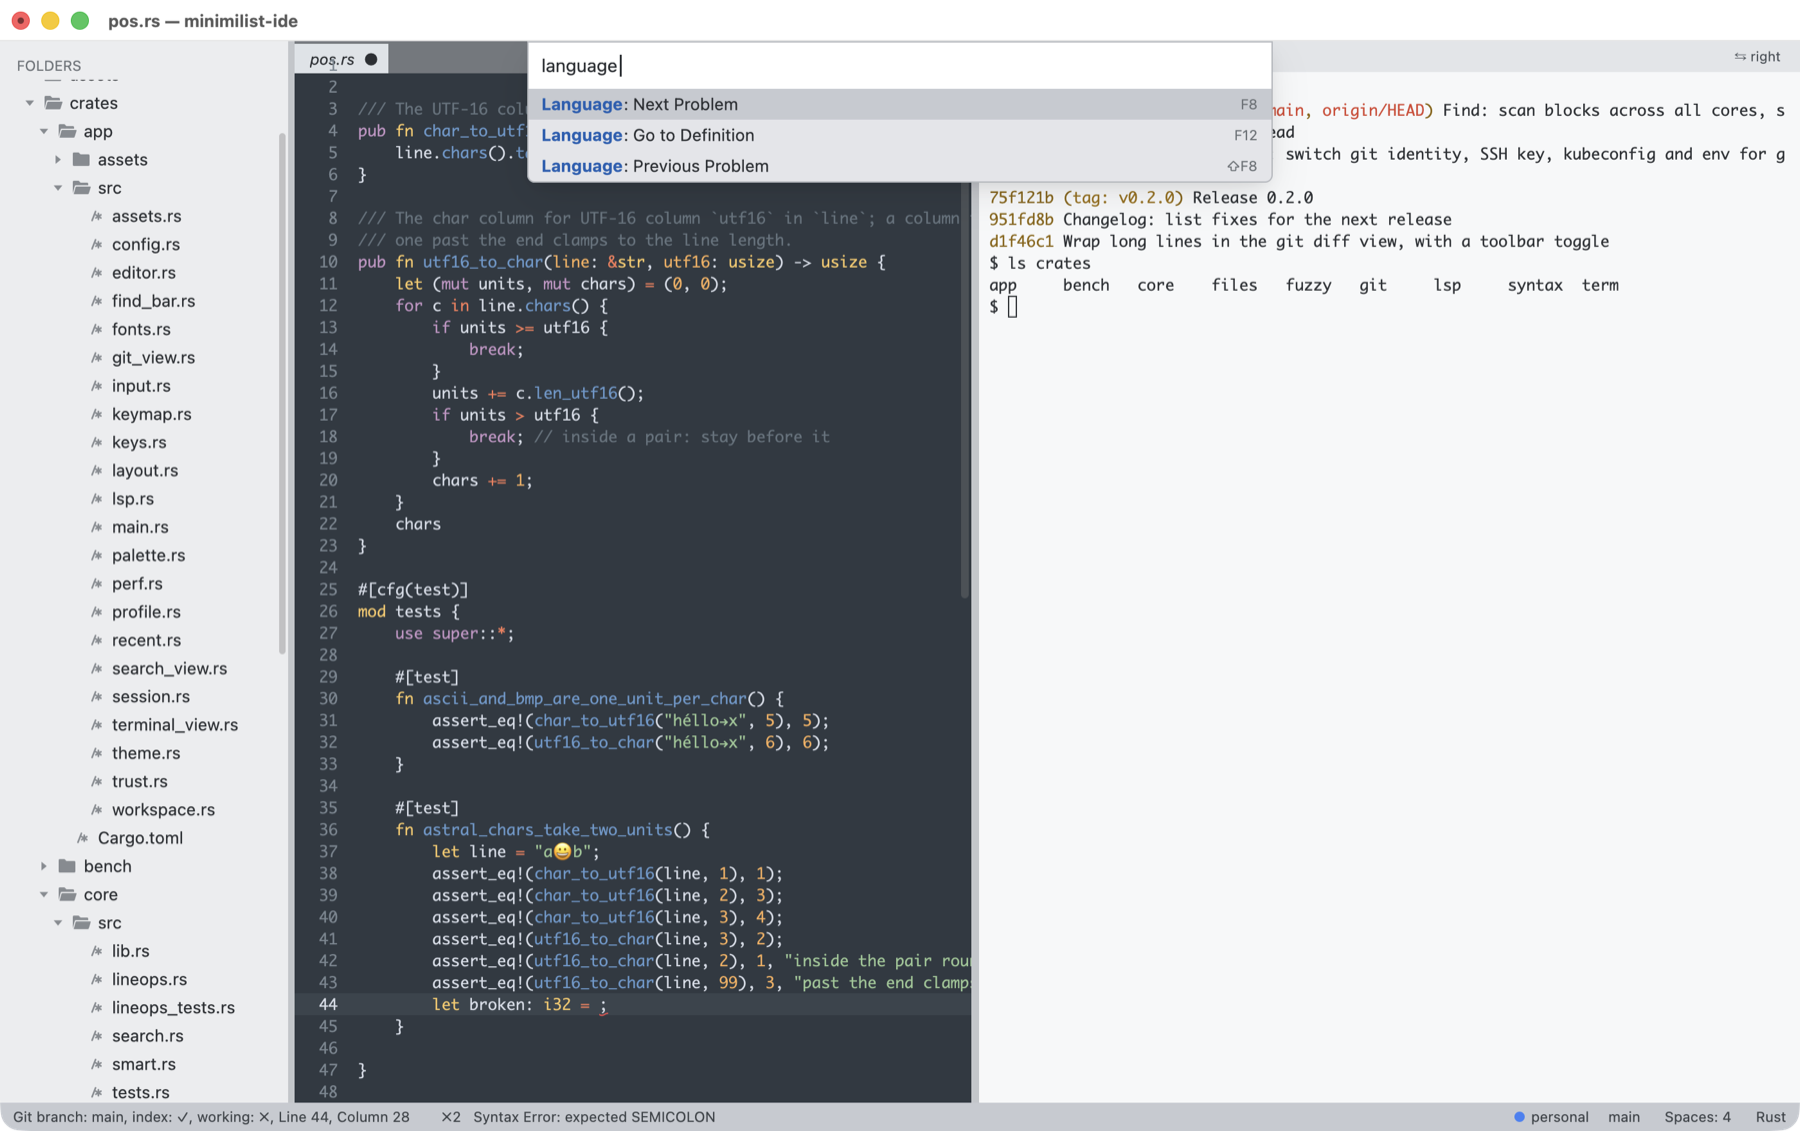 pos.rs — minimilist-ide
FOLDERS
crates
app
assets
src
assets.rs
config.rs
editor.rs
find_bar.rs
fonts.rs
git_view.rs
input.rs
keymap.rs
keys.rs
layout.rs
lsp.rs
main.rs
palette.rs
perf.rs
profile.rs
recent.rs
search_view.rs
session.rs
terminal_view.rs
theme.rs
trust.rs
workspace.rs
Cargo.toml
bench
core
src
lib.rs
lineops.rs
lineops_tests.rs
search.rs
smart.rs
tests.rs
pos.rs
language
Language: Next Problem F8
Language: Go to Definition F12
Language: Previous Problem ⇧F8
1
2
3 /// The UTF-16 col
4 pub fn char_to_utf
5 line.chars().t
6 }
7
8 /// The char column for UTF-16 column `utf16` in `line`; a column
9 /// one past the end clamps to the line length.
10 pub fn utf16_to_char(line: &str, utf16: usize) -> usize {
11 let (mut units, mut chars) = (0, 0);
12 for c in line.chars() {
13 if units >= utf16 {
14 break;
15 }
16 units += c.len_utf16();
17 if units > utf16 {
18 break; // inside a pair: stay before it
19 }
20 chars += 1;
21 }
22 chars
23 }
24
25 #[cfg(test)]
26 mod tests {
27 use super::*;
28
29 #[test]
30 fn ascii_and_bmp_are_one_unit_per_char() {
31 assert_eq!(char_to_utf16("héllo→x", 5), 5);
32 assert_eq!(utf16_to_char("héllo→x", 6), 6);
33 }
34
35 #[test]
36 fn astral_chars_take_two_units() {
37 let line = "a😀b";
38 assert_eq!(char_to_utf16(line, 1), 1);
39 assert_eq!(char_to_utf16(line, 2), 3);
40 assert_eq!(char_to_utf16(line, 3), 4);
41 assert_eq!(utf16_to_char(line, 3), 2);
42 assert_eq!(utf16_to_char(line, 2), 1, "inside the pair rou
43 assert_eq!(utf16_to_char(line, 99), 3, "past the end clamp
44 let broken: i32 = ;
45 }
46
47 }
48
⇆ right
main, origin/HEAD) Find: scan blocks across all cores, s
ead
switch git identity, SSH key, kubeconfig and env for g
75f121b (tag: v0.2.0) Release 0.2.0
951fd8b Changelog: list fixes for the next release
d1f46c1 Wrap long lines in the git diff view, with a toolbar toggle
$ ls crates
app bench core files fuzzy git lsp syntax term
$
Git branch: main, index: ✓, working: ✕, Line 44, Column 28 ✕2 Syntax Error: expected SEMICOLON personal main Spaces: 4 Rust